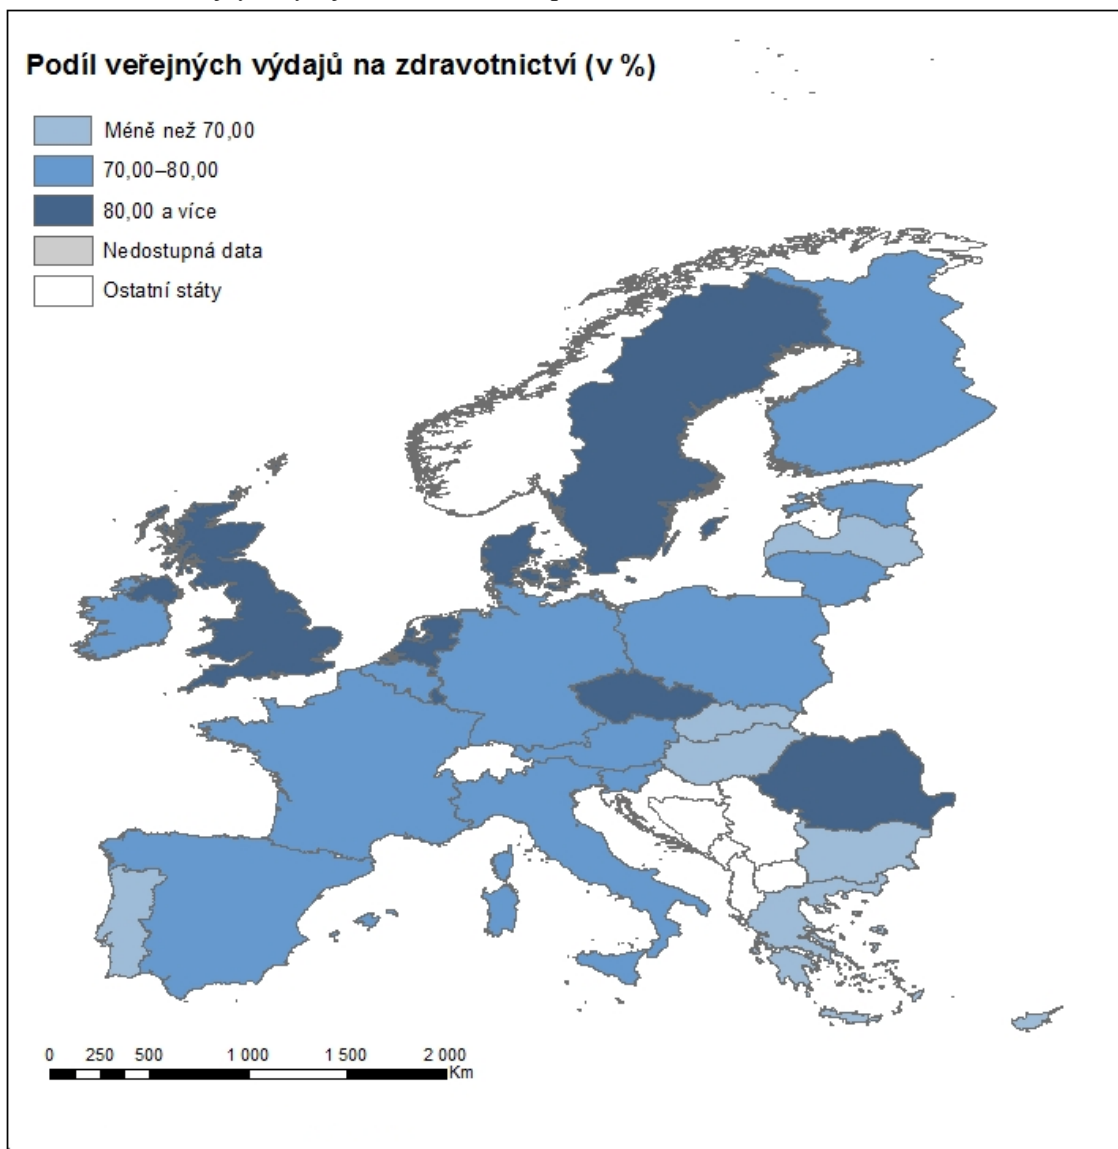 Podíl veřejných výdajů na zdravotnictví (v %)
Méně než 70,00
70,00–80,00
80,00 a více
Nedostupná data
Ostatní státy
0 250 500 1 000 1 500 2 000
Km